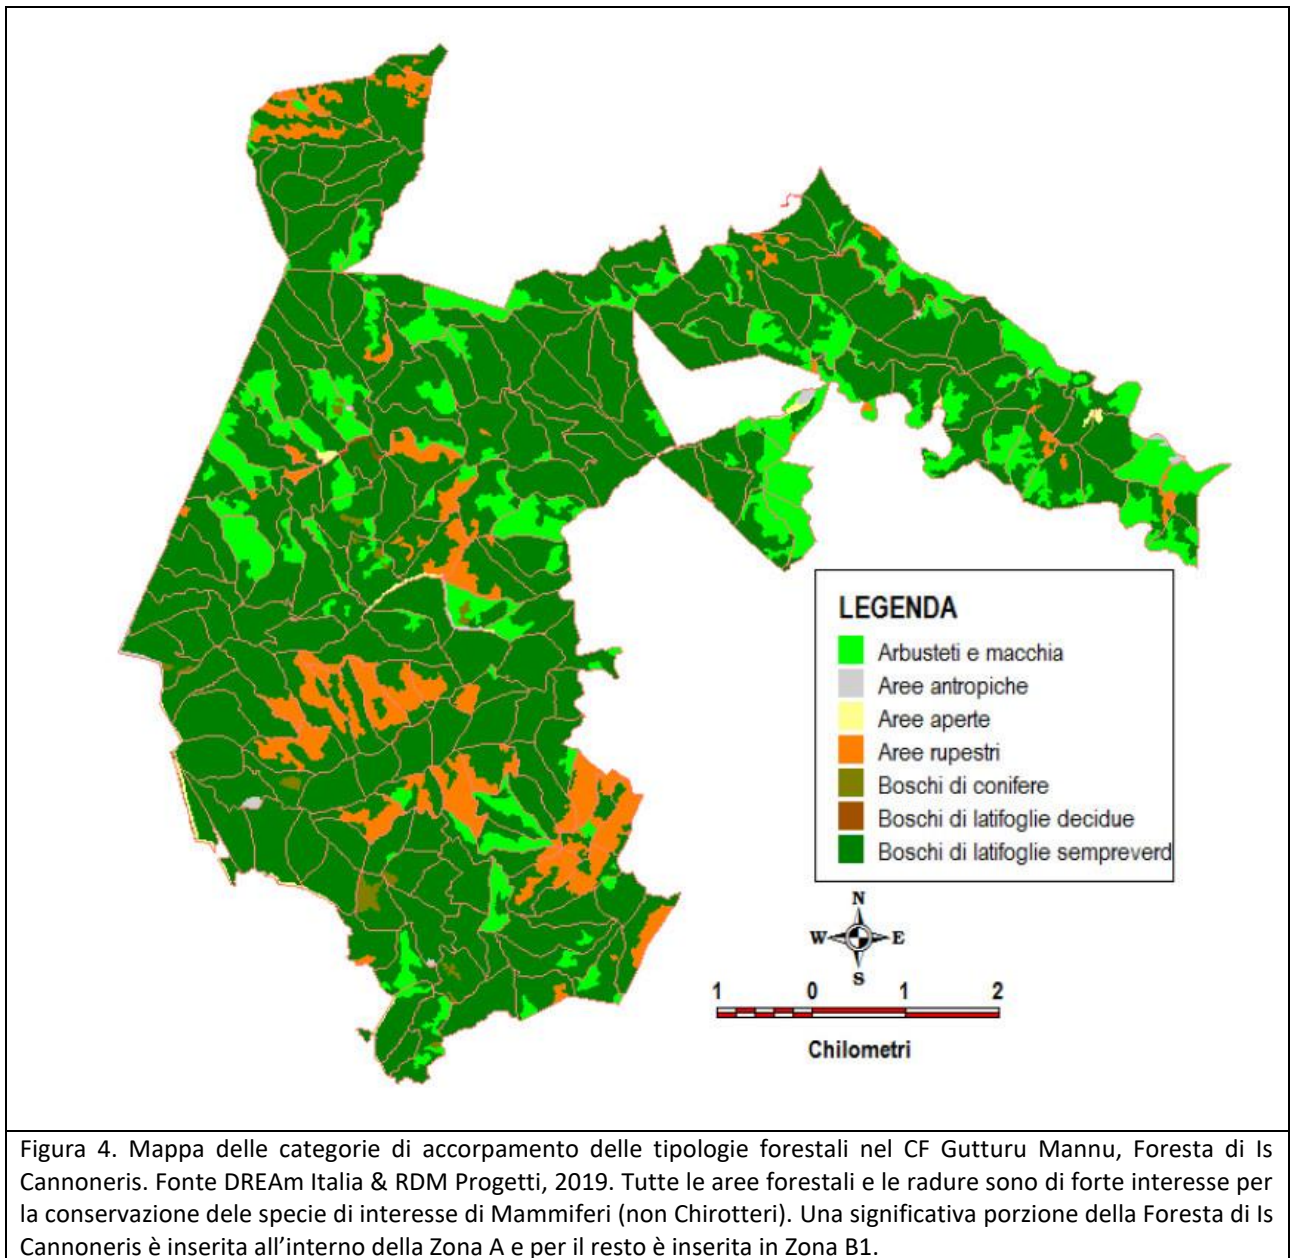 LEGENDA
Arbusteti e macchia
Aree antropiche
Aree aperte
Aree rupestri
Boschi di conifere
Boschi di latifoglie decidue
Boschi di latifoglie sempreverd
N
W E
S
1 0 1 2
Chilometri
Figura 4. Mappa delle categorie di accorpamento delle tipologie forestali nel CF Gutturu Mannu, Foresta di Is
Cannoneris. Fonte DREAm Italia & RDM Progetti, 2019. Tutte le aree forestali e le radure sono di forte interesse per
la conservazione dele specie di interesse di Mammiferi (non Chirotteri). Una significativa porzione della Foresta di Is
Cannoneris è inserita all'interno della Zona A e per il resto è inserita in Zona B1.